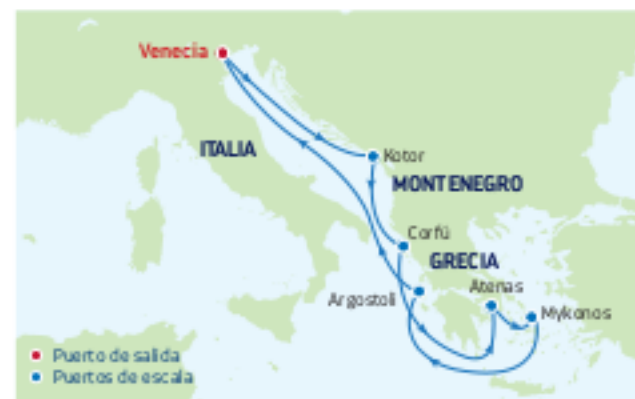 Venecia
ITALIA
Kotor
MONTENEGRO
Corfú
GRECIA
Atenas
Argostoli
Mykonos
Puerto de salida
Puertos de escala